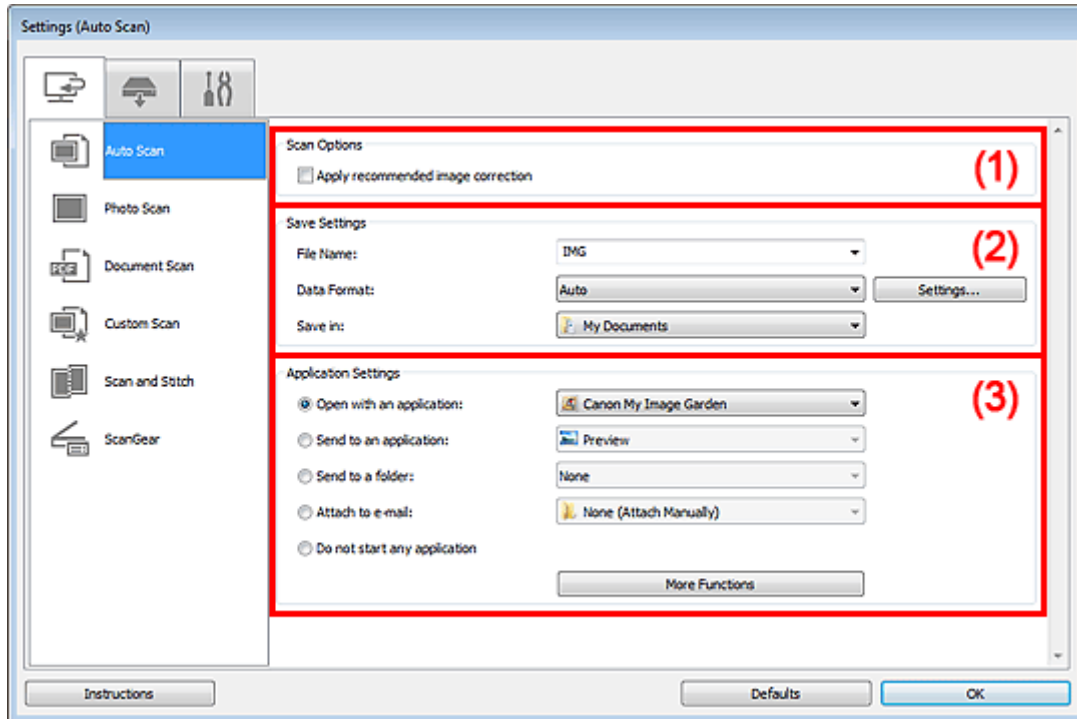 Settings (Auto Scan)
Auto Scan
Photo Scan
PDF
Document Scan
Custom Scan
Scan and Stitch
ScanGear
Scan Options
(1)
Apply recommended image correction
Save Settings
(2)
File Name: IMG
Data Format: Auto Settings...
Save in: My Documents
Application Settings
(3)
Open with an application: Canon My Image Garden
Send to an application: Preview
Send to a folder: None
Attach to e-mail: None (Attach Manually)
Do not start any application
More Functions
Instructions Defaults OK